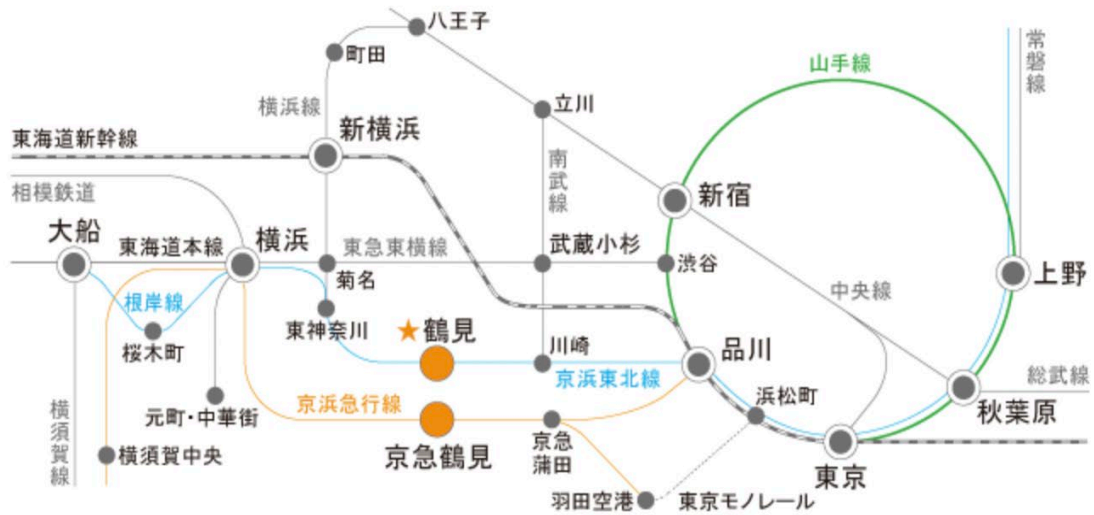 八王子
町田
山手線
常磐線
横浜線
立川
新横浜
東海道新幹線
南武線
相模鉄道
新宿
大船
東海道本線
横浜
東急東横線
武蔵小杉
渋谷
上野
菊名
中央線
根岸線
桜木町
東神奈川
★鶴見
川崎
品川
京浜東北線
浜松町
総武線
秋葉原
元町・中華街
京浜急行線
横須賀線
横須賀中央
京急鶴見
京急
蒲田
東京
羽田空港
東京モノレール